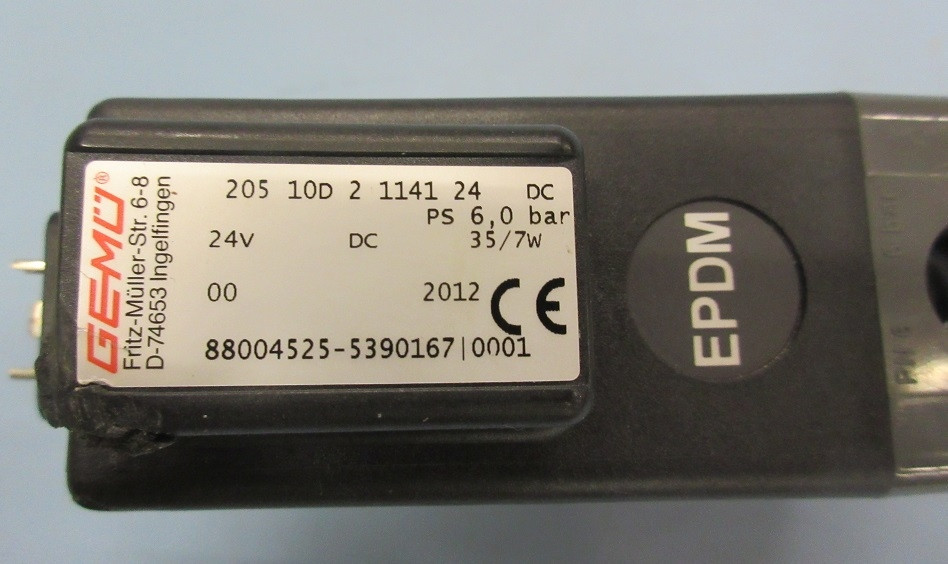 GEMÜ®
Fritz-Müller-Str. 6-8
D-74653 Ingelfingen
205 10D 2 1141 24 DC
PS 6,0 bar
24V DC 35/7W
00 2012 CE
88004525-5390167|0001
EPDM